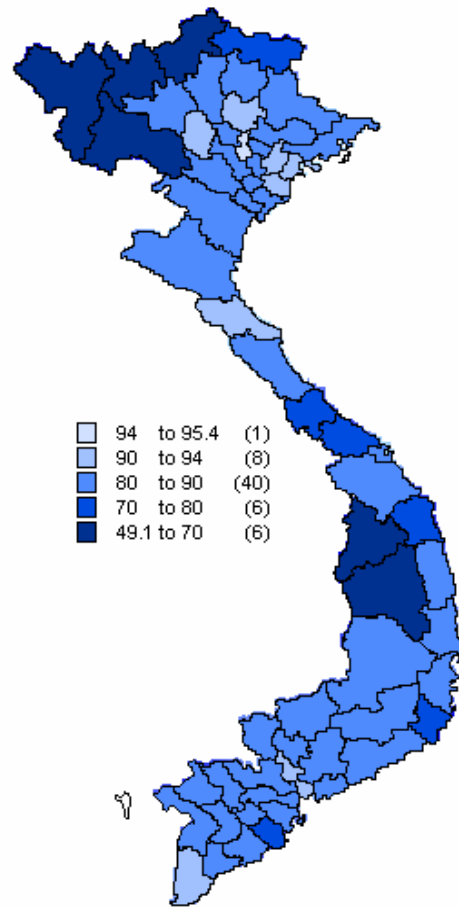 94 to 95.4 (1)
90 to 94 (8)
80 to 90 (40)
70 to 80 (6)
49.1 to 70 (6)